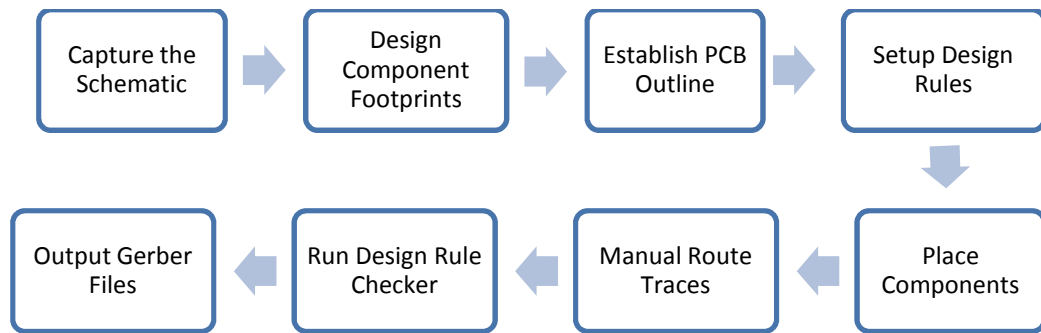 Capture the
Schematic
Design
Component
Footprints
Establish PCB
Outline
Setup Design
Rules
Place
Components
Manual Route
Traces
Run Design Rule
Checker
Output Gerber
Files